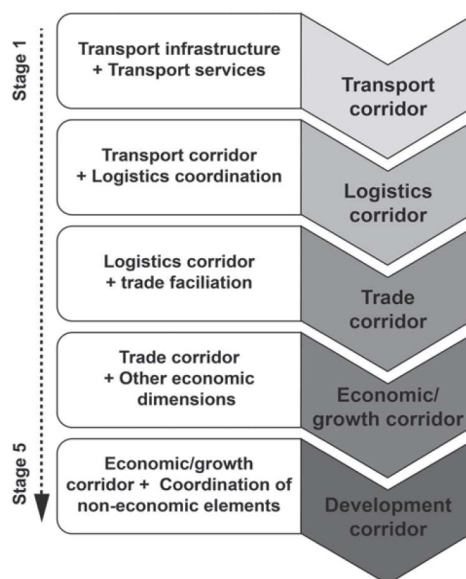 Stage 1
Transport infrastructure
+ Transport services
Transport
corridor
Transport corridor
+ Logistics coordination
Logistics
corridor
Logistics corridor
+ trade faciliation
Trade
corridor
Trade corridor
+ Other economic
dimensions
Economic/
growth corridor
Stage 5
Economic/growth
corridor + Coordination of
non-economic elements
Development
corridor